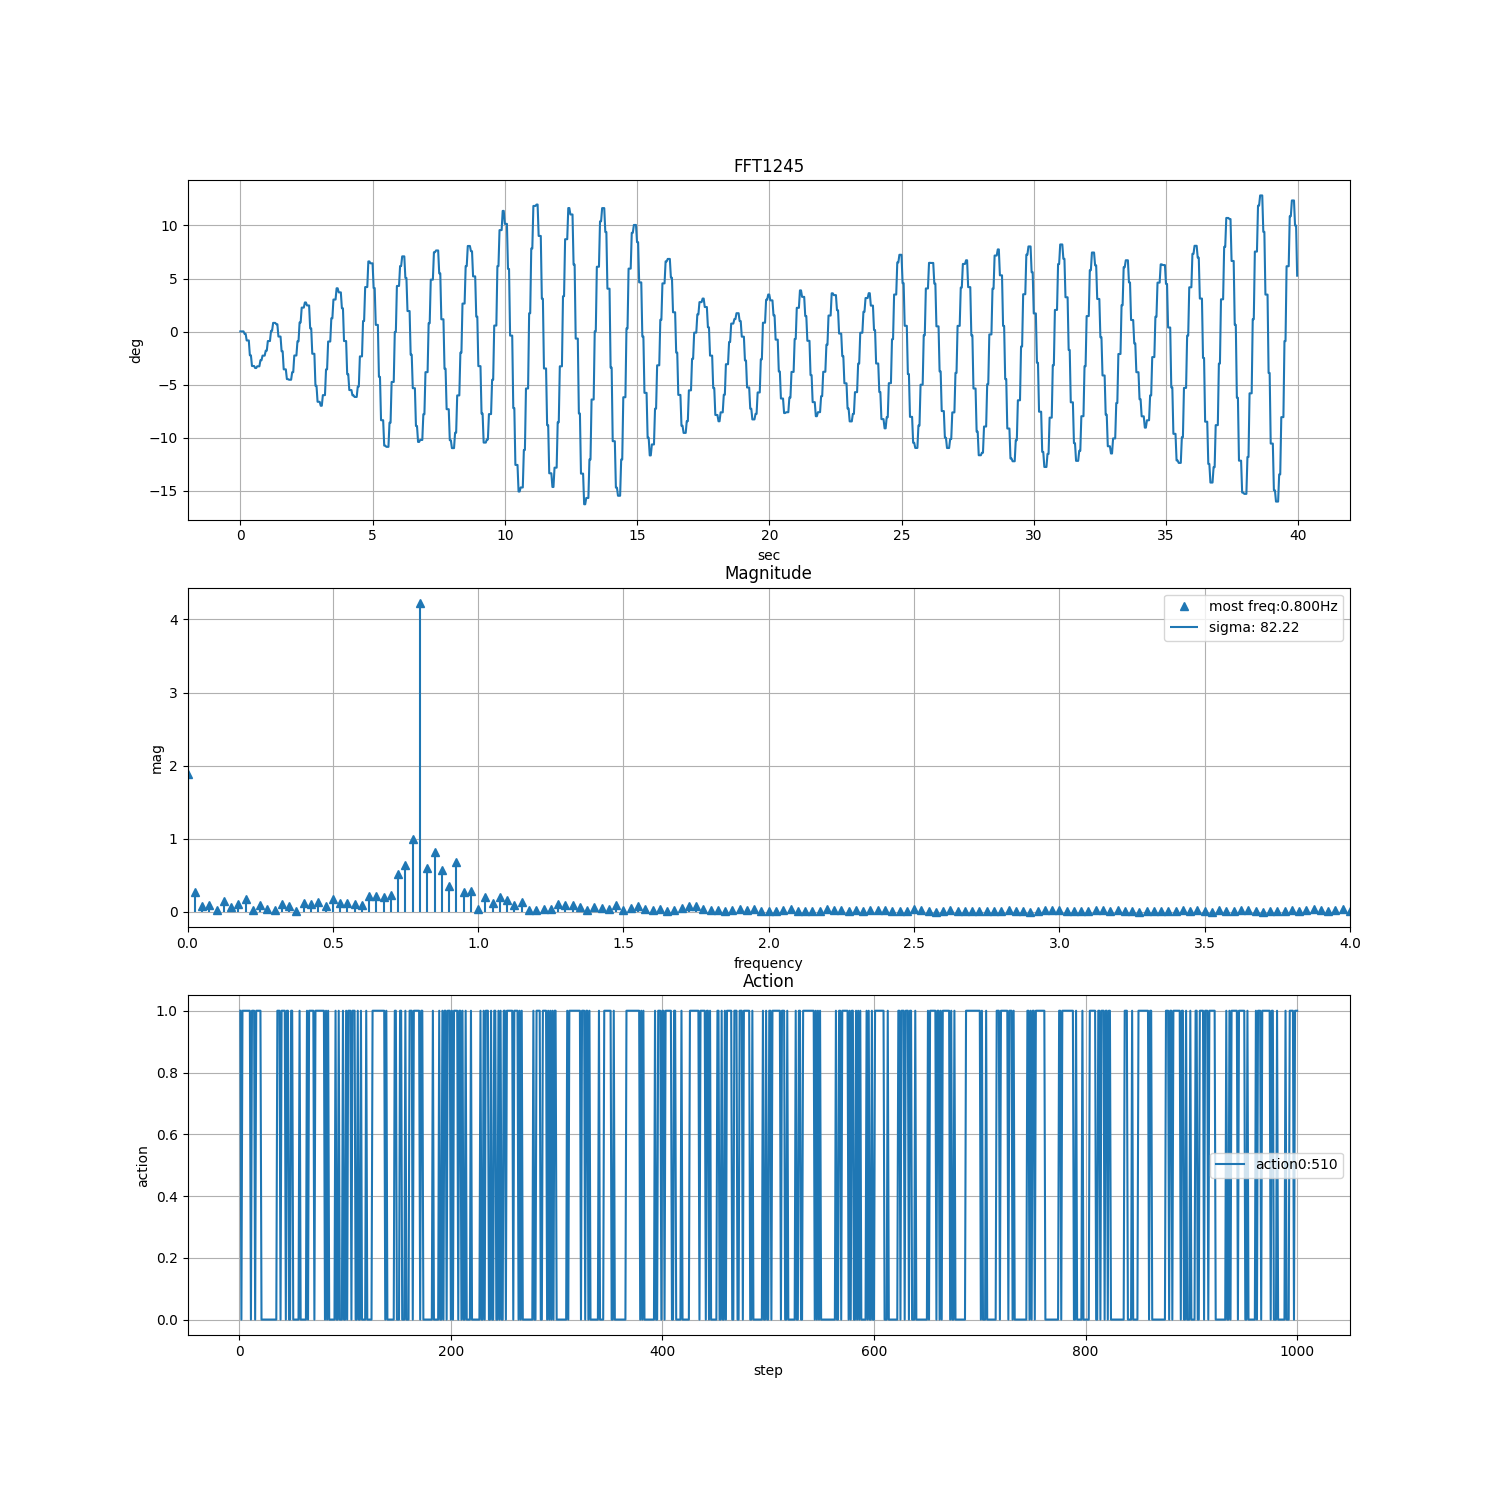 FFT1245
10
5
0
−5
−10
−15
deg
0 5 10 15 20 25 30 35 40
sec
Magnitude
most freq:0.800Hz
sigma: 82.22
4
3
2
1
0
mag
0.0 0.5 1.0 1.5 2.0 2.5 3.0 3.5 4.0
frequency
Action
1.0
0.8
0.6
0.4
0.2
0.0
action
action0:510
0 200 400 600 800 1000
step